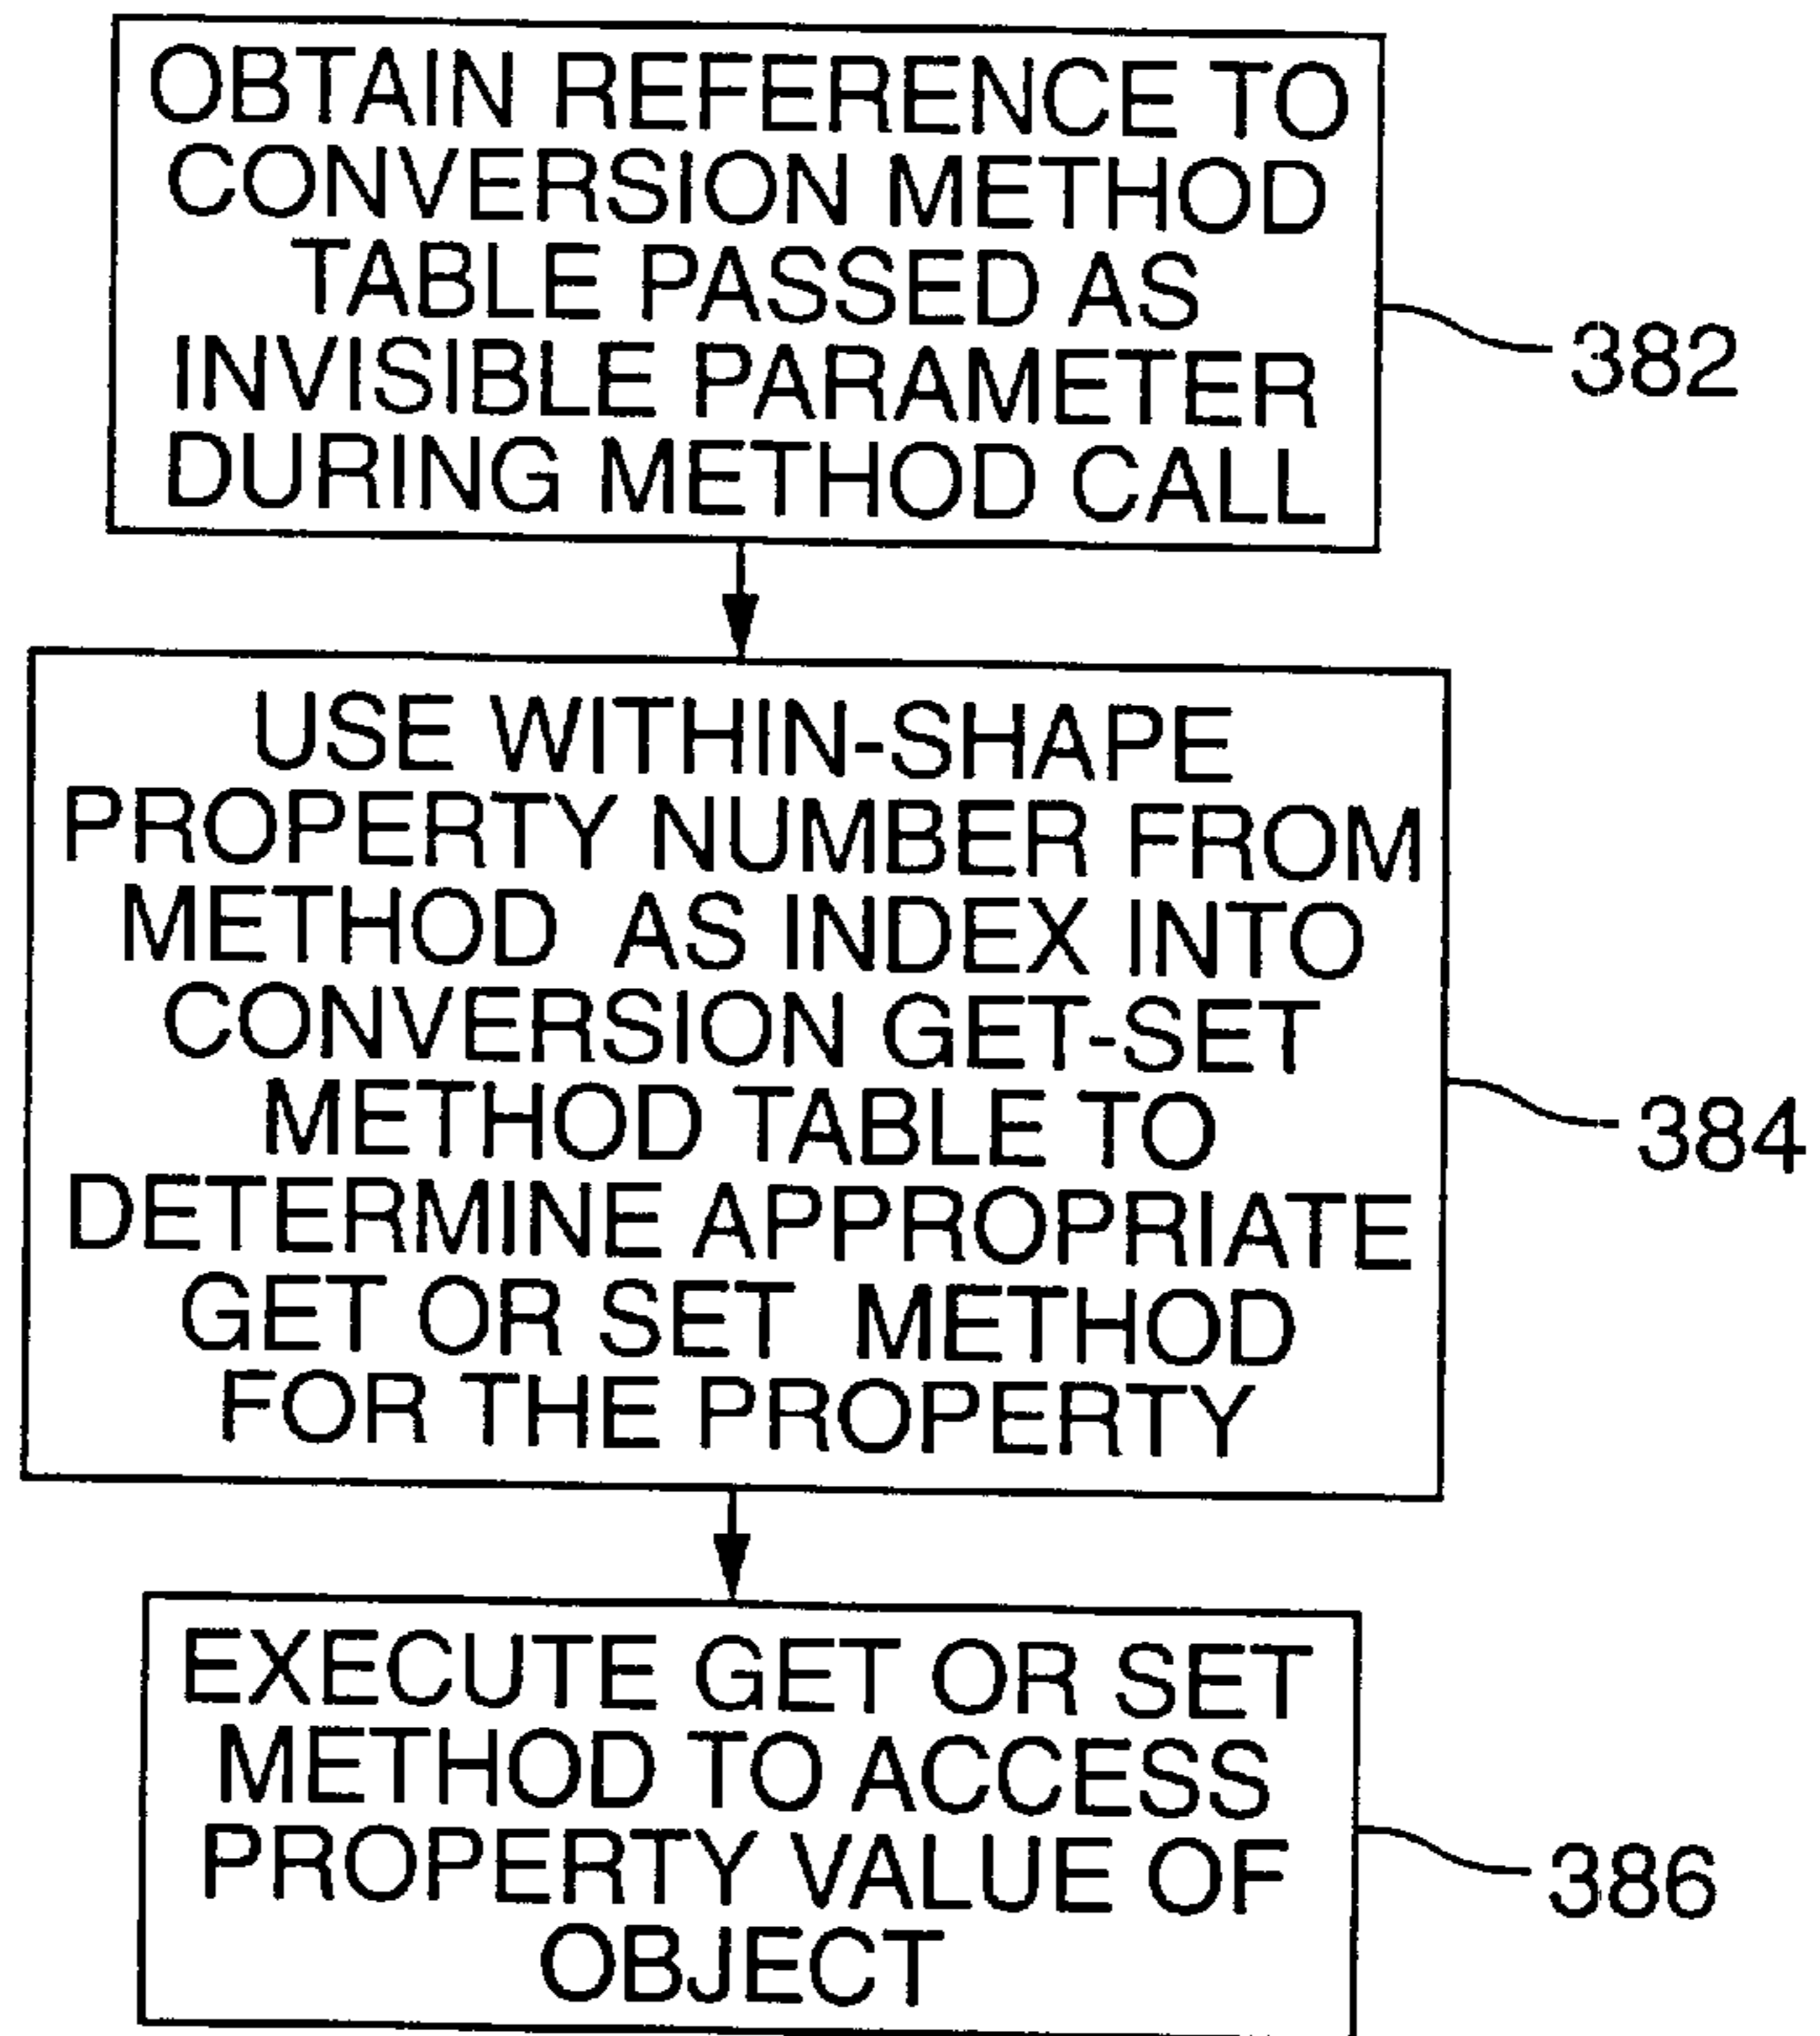 OBTAIN REFERENCE TO
CONVERSION METHOD
TABLE PASSED AS
INVISIBLE PARAMETER
DURING METHOD CALL
382
USE WITHIN-SHAPE
PROPERTY NUMBER FROM
METHOD AS INDEX INTO
CONVERSION GET-SET
METHOD TABLE TO
DETERMINE APPROPRIATE
GET OR SET METHOD
FOR THE PROPERTY
384
EXECUTE GET OR SET
METHOD TO ACCESS
PROPERTY VALUE OF
OBJECT
386